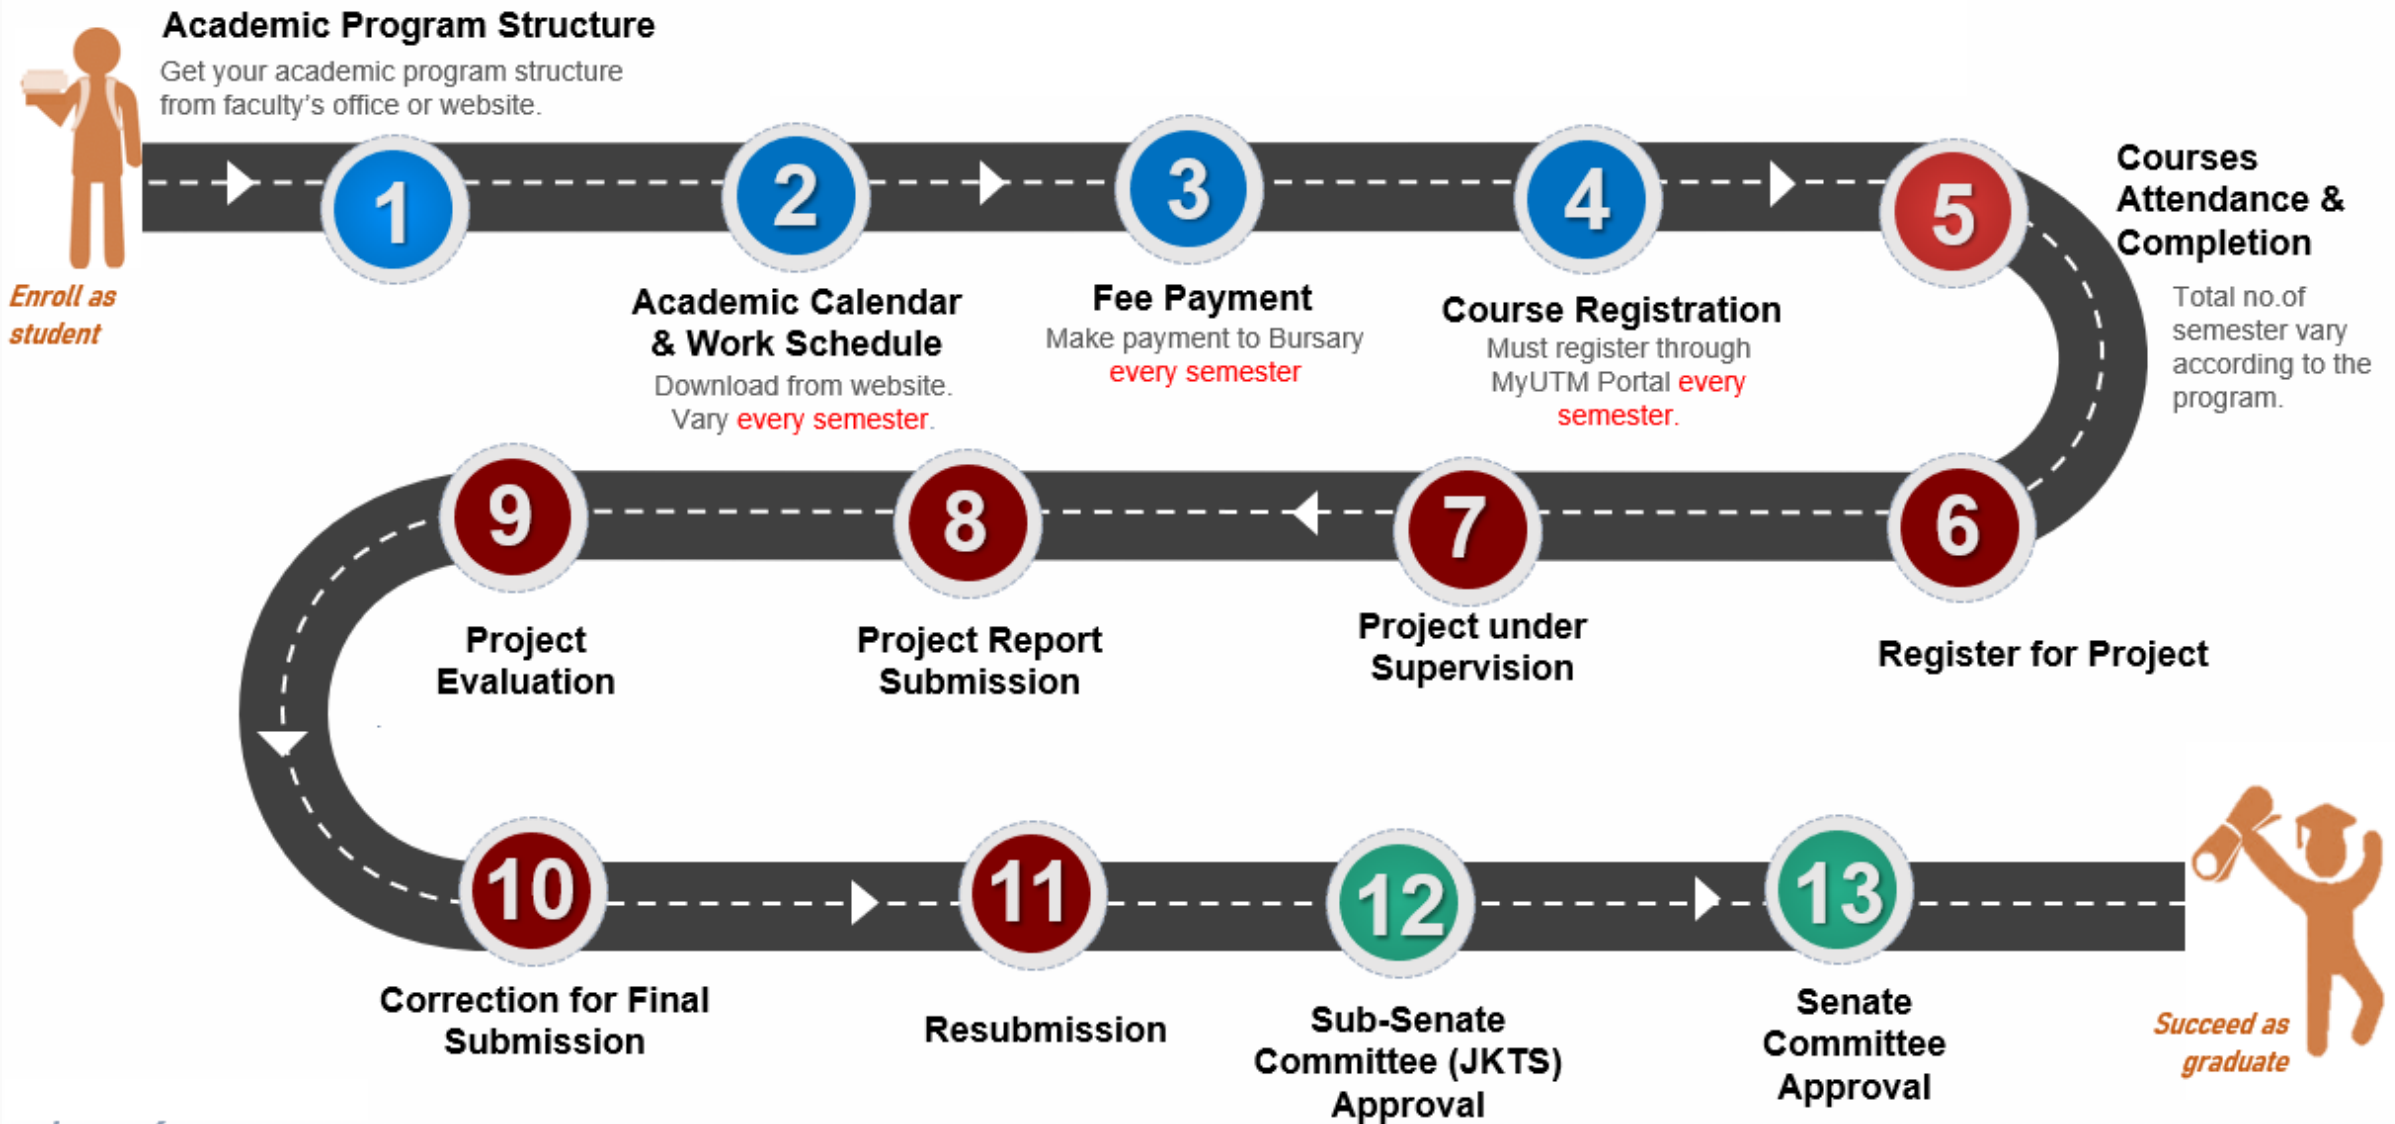 Academic Program Structure
Get your academic program structure
from faculty's office or website.
Enroll as
student
1
2
3
4
5
Academic Calendar
& Work Schedule
Download from website.
Vary every semester.
Fee Payment
Make payment to Bursary
every semester
Course Registration
Must register through
MyUTM Portal every
semester.
Courses
Attendance &
Completion
Total no.of
semester vary
according to the
program.
6
Register for Project
7
Project under
Supervision
8
Project Report
Submission
9
Project
Evaluation
10
Correction for Final
Submission
11
Resubmission
12
Sub-Senate
Committee (JKTS)
Approval
13
Senate
Committee
Approval
Succeed as
graduate